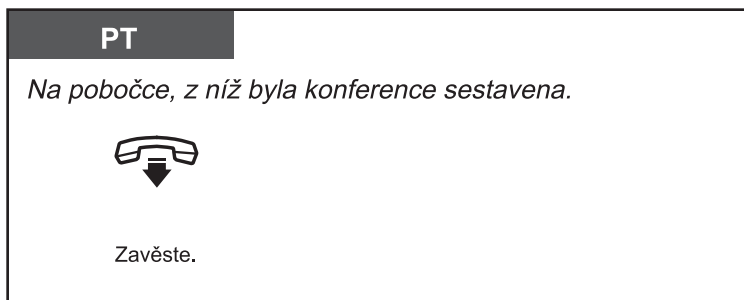 PT
Na pobočce, z níž byla konference sestavena.
Zavěste.